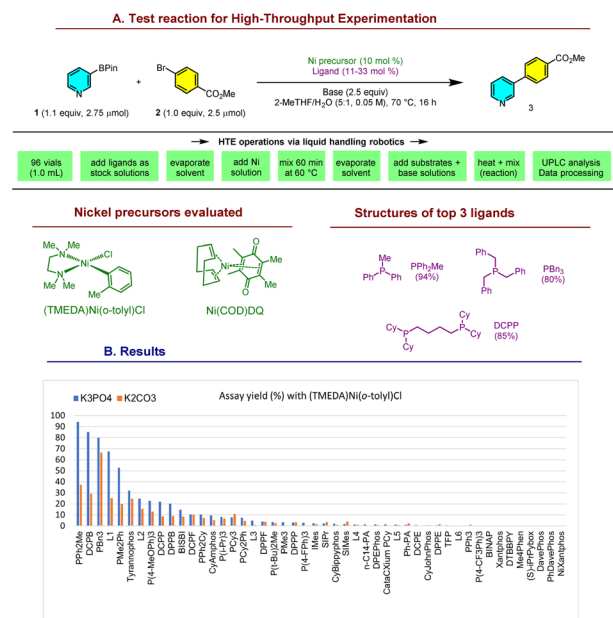 A. Test reaction for High-Throughput Experimentation
BPin
N
1 (1.1 equiv, 2.75 μmol)
+
Br
CO2Me
2 (1.0 equiv, 2.5 μmol)
Ni precursor (10 mol %)
Ligand (11-33 mol %)
Base (2.5 equiv)
2-MeTHF/H2O (5:1, 0.05 M), 70 °C, 16 h
CO2Me
N
3
HTE operations via liquid handling robotics
96 vials
(1.0 mL)
add ligands as
stock solutions
evaporate
solvent
add Ni
solution
mix 60 min
at 60 °C
evaporate
solvent
add substrates +
base solutions
heat + mix
(reaction)
UPLC analysis
Data processing
Nickel precursors evaluated
Me
Me
N
Cl
Ni
N
Me
Me
Me
(TMEDA)Ni(o-tolyl)Cl
O
Me
Me
Ni
Me
Me
O
Ni(COD)DQ
Structures of top 3 ligands
Me
P
Ph
Ph
PPh2Me
(94%)
Ph
P
Ph
Ph
PBn3
(80%)
Cy
P
Cy
P
Cy
Cy
DCPP
(85%)
B. Results
Assay yield (%) with (TMEDA)Ni(o-tolyl)Cl
K3PO4
K2CO3
100
90
80
70
60
50
40
30
20
10
0
PPh2Me
DCPB
PBn3
L1
PMe2Ph
Tyrannophos
L2
P(4-MeOPh)3
DCPP
DPPB
BISBI
DCPF
PPh2Cy
CyAmphos
P(i-Pr)3
PCy3
PCy2Ph
L3
DPPF
P(t-Bu)2Me
PMe3
DPPP
P(4-FPh)3
IMes
SIPr
CyBippyphos
SIMes
L4
n-C14-PA
DPEPhos
CataCXium PCy
L5
Ph-PA
DCPE
CyJohnPhos
DPPE
TFP
L6
PPh3
P(4-CF3Ph)3
BINAP
Xantphos
DTBBPY
Me4Phen
(S)-iPrPybox
DavePhos
PhDavePhos
NiXantphos